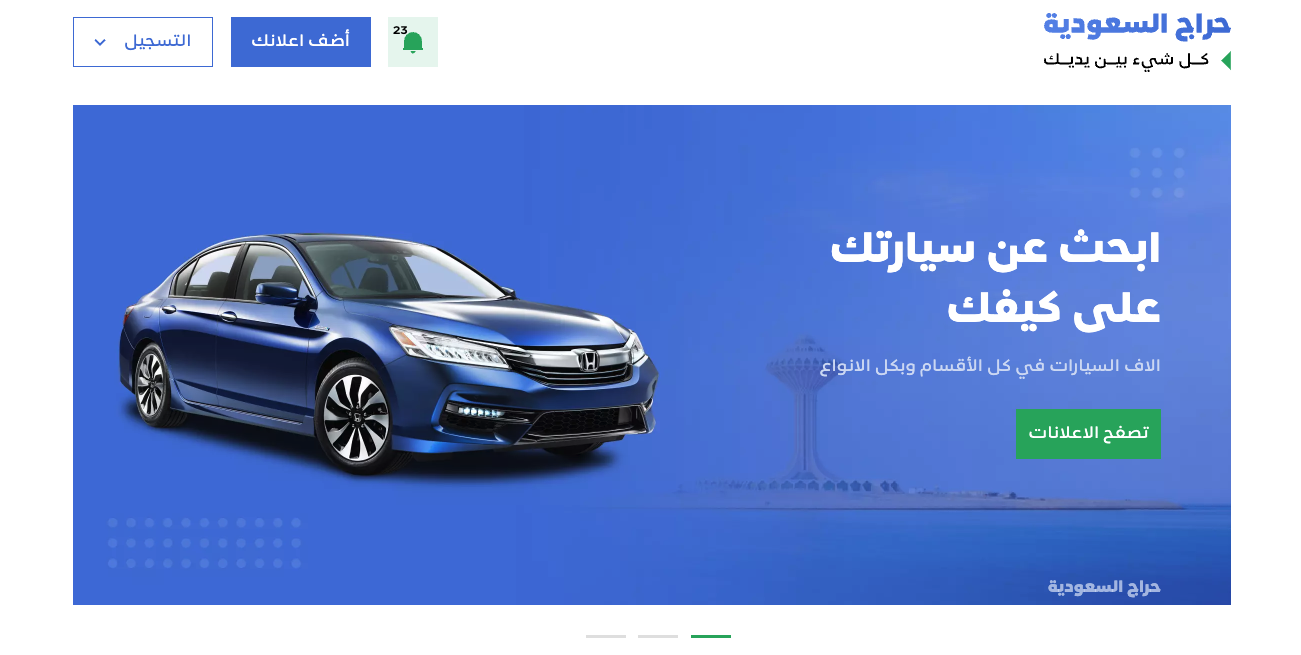 حراج السعودية
كـل شيء بيـن يديـك
23
أضف اعلانك
التسجيل
ابحث عن سيارتك
على كيفك
الاف السيارات في كل الأقسام وبكل الانواع
تصفح الاعلانات
حراج السعودية